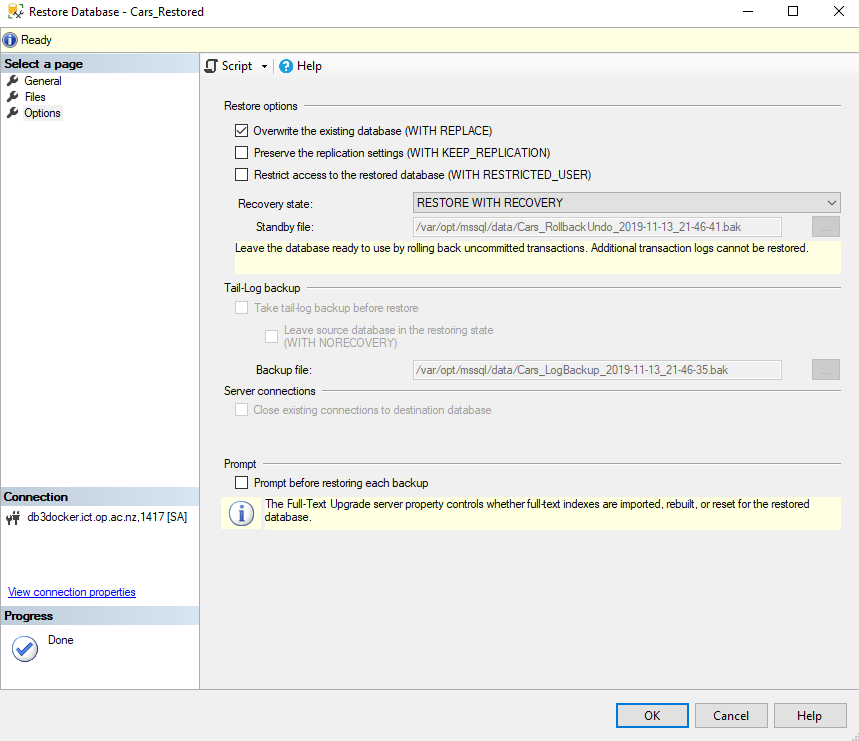 Restore Database - Cars_Restored
Ready
Select a page
General
Files
Options
Script
Help
Restore options
Overwrite the existing database (WITH REPLACE)
Preserve the replication settings (WITH KEEP_REPLICATION)
Restrict access to the restored database (WITH RESTRICTED_USER)
Recovery state:
RESTORE WITH RECOVERY
Standby file:
/var/opt/mssql/data/Cars_RollbackUndo_2019-11-13_21-46-41.bak
...
Leave the database ready to use by rolling back uncommitted transactions. Additional transaction logs cannot be restored.
Tail-Log backup
Take tail-log backup before restore
Leave source database in the restoring state
(WITH NORECOVERY)
Backup file:
/var/opt/mssql/data/Cars_LogBackup_2019-11-13_21-46-35.bak
...
Server connections
Close existing connections to destination database
Prompt
Prompt before restoring each backup
The Full-Text Upgrade server property controls whether full-text indexes are imported, rebuilt, or reset for the restored
database.
Connection
db3docker.ict.op.ac.nz,1417 [SA]
View connection properties
Progress
Done
OK
Cancel
Help